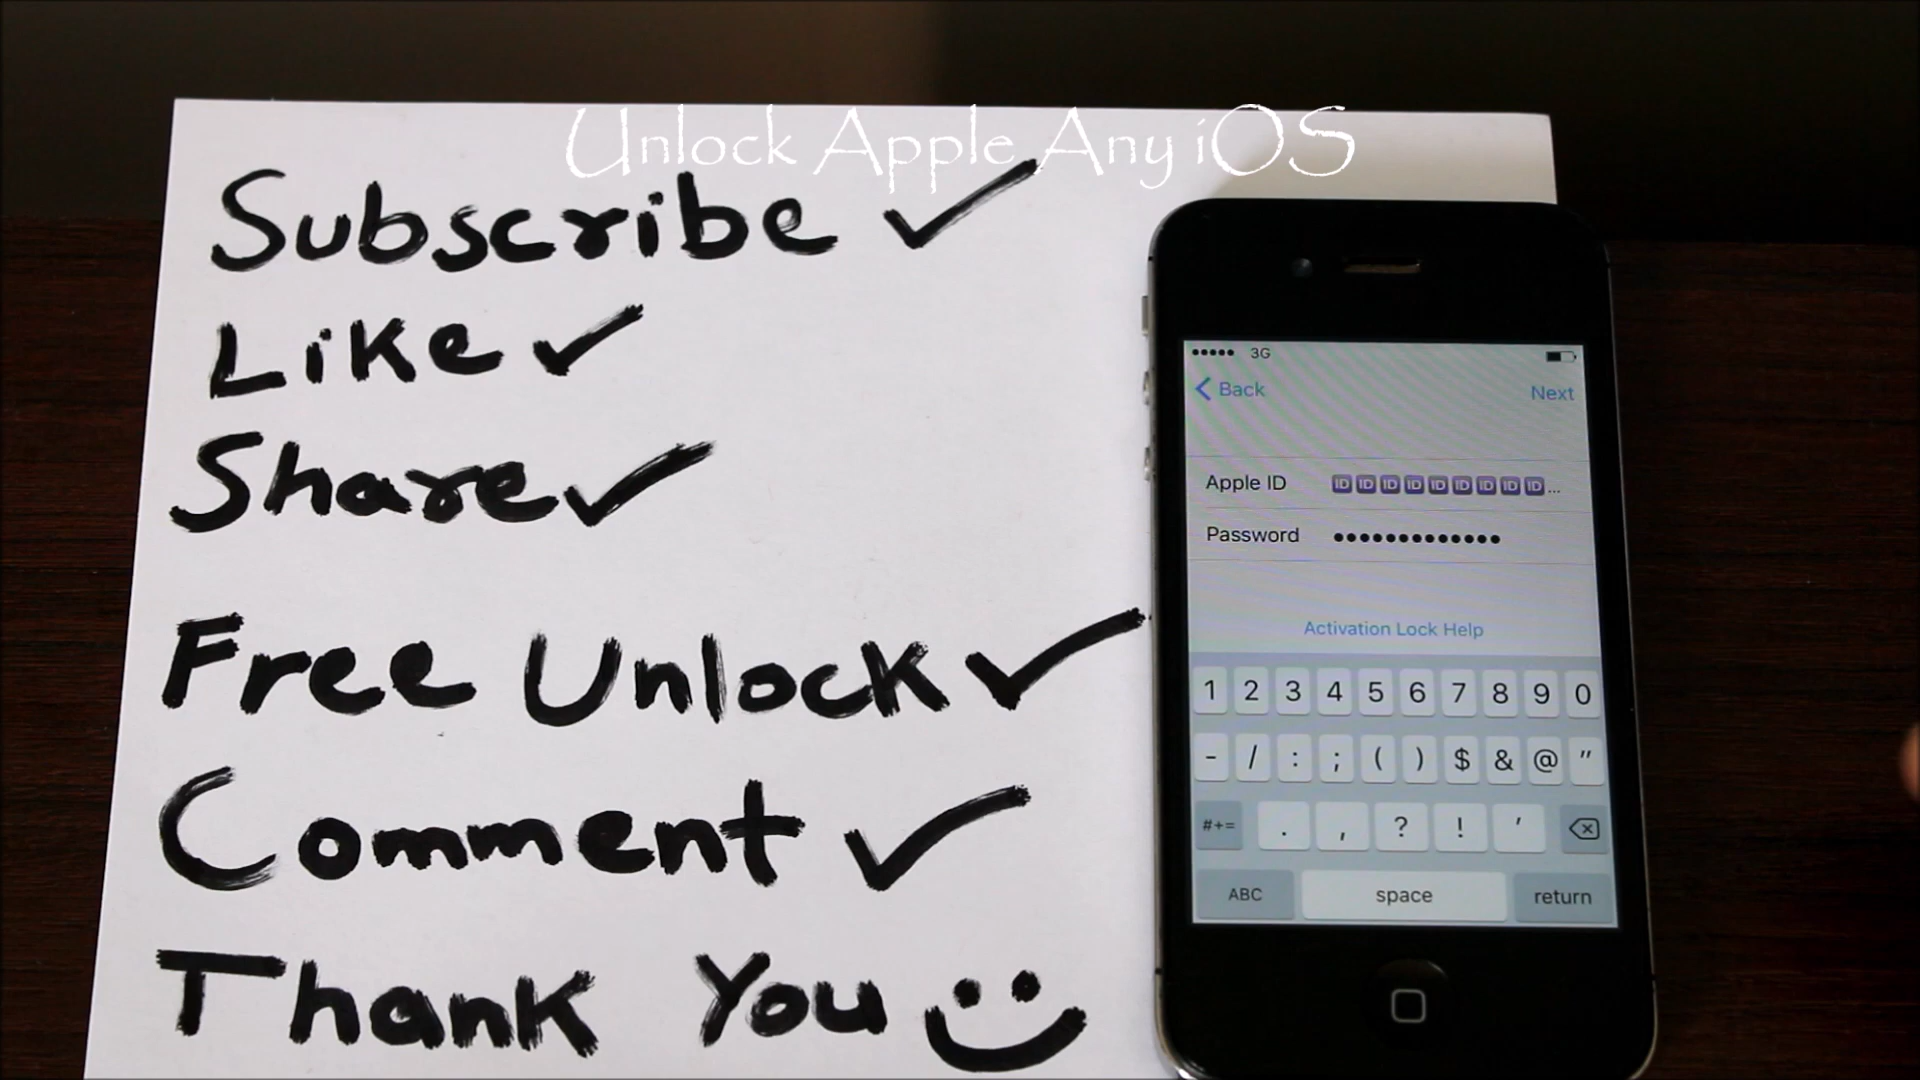 Unlock Apple Any iOS
Subscribe ✓
Like ✓
Share ✓
Free Unlock ✓
Comment ✓
Thank You
3G
Back Next
Apple ID 🆔🆔🆔🆔🆔🆔🆔🆔🆔...
Password •••••••••••••
Activation Lock Help
1 2 3 4 5 6 7 8 9 0
- / : ; ( ) $ & @ "
#+= . , ? ! '
ABC space return